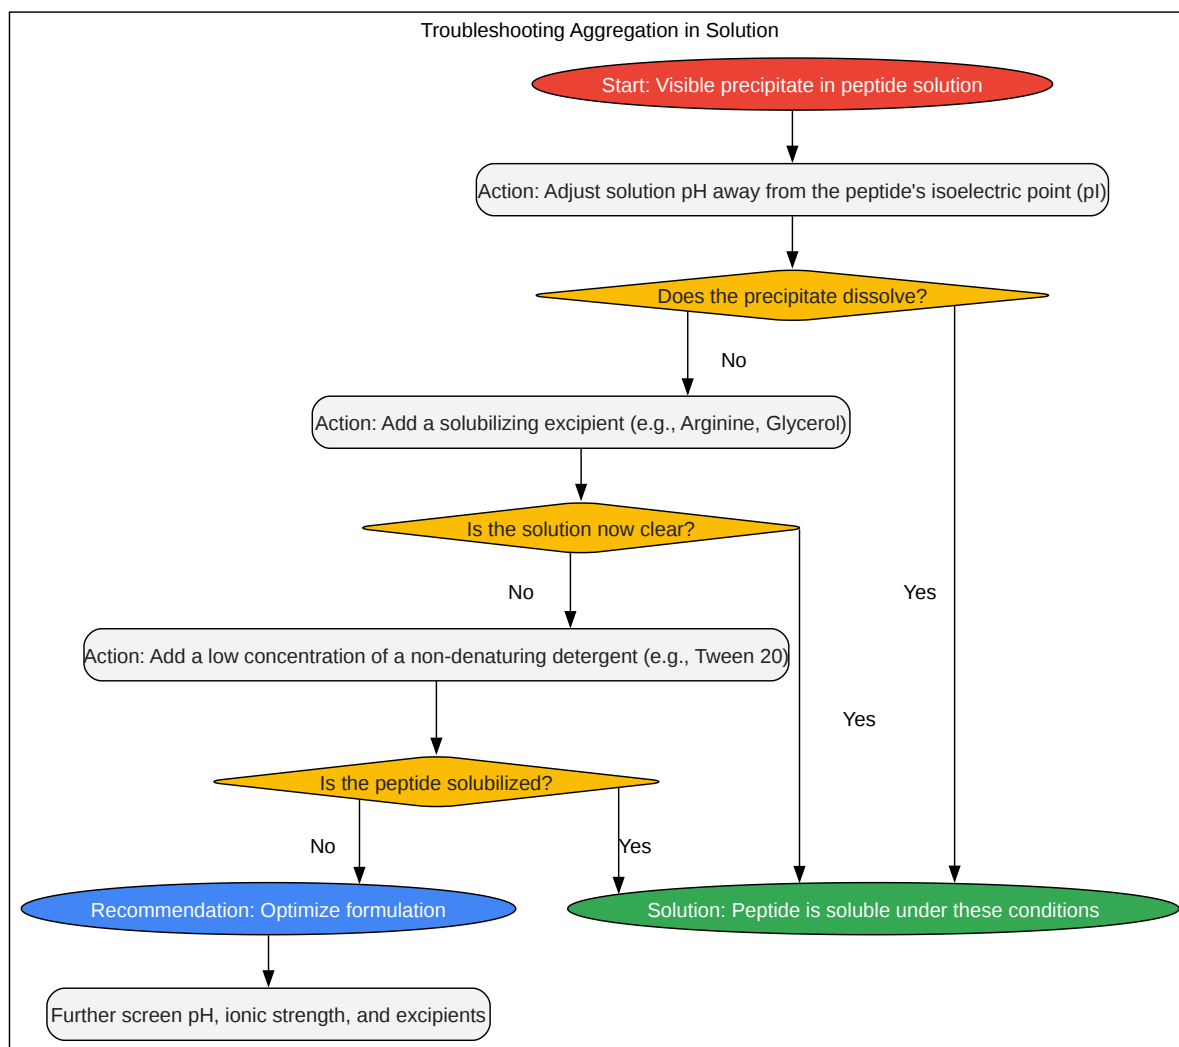 Troubleshooting Aggregation in Solution
Start: Visible precipitate in peptide solution
Action: Adjust solution pH away from the peptide's isoelectric point (pI)
Does the precipitate dissolve?
No
Action: Add a solubilizing excipient (e.g., Arginine, Glycerol)
Is the solution now clear?
No
Yes
Action: Add a low concentration of a non-denaturing detergent (e.g., Tween 20)
Yes
Is the peptide solubilized?
No
Yes
Recommendation: Optimize formulation
Solution: Peptide is soluble under these conditions
Further screen pH, ionic strength, and excipients